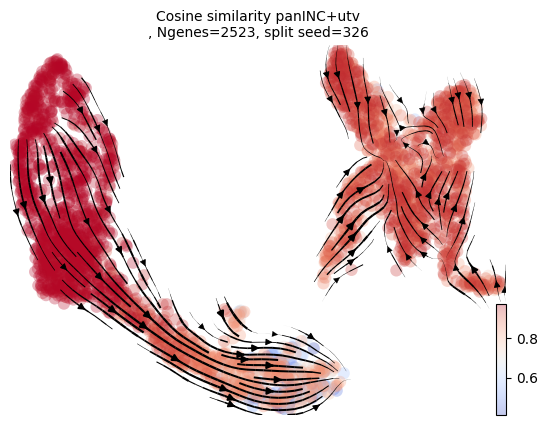 Cosine similarity panINC+utv
, Ngenes=2523, split seed=326
0.8
0.6